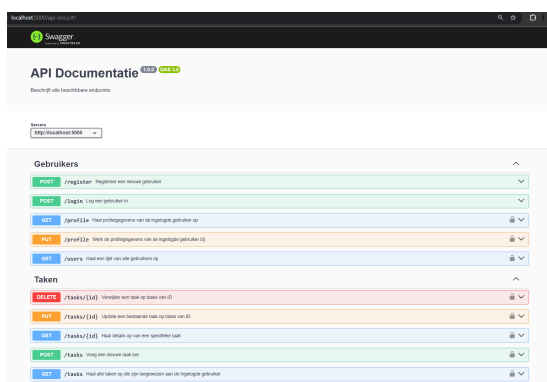 localhost:5000/api-docs/#/
Swagger
Supported by SMARTBEAR
API Documentatie 1.0.0 OAS 3.0
Beschrijft alle beschikbare endpoints
Servers
http://localhost:5000
Gebruikers
POST /register Registreer een nieuwe gebruiker
POST /login Log een gebruiker in
GET /profile Haal profielgegevens van de ingelogde gebruiker op
PUT /profile Werk de profielgegevens van de ingelogde gebruiker bij
GET /users Haal een lijst van alle gebruikers op
Taken
DELETE /tasks/{id} Verwijder een taak op basis van ID
PUT /tasks/{id} Update een bestaande taak op basis van ID
GET /tasks/{id} Haal details op van een specifieke taak
POST /tasks Voeg een nieuwe taak toe
GET /tasks Haal alle taken op die zijn toegewezen aan de ingelogde gebruiker